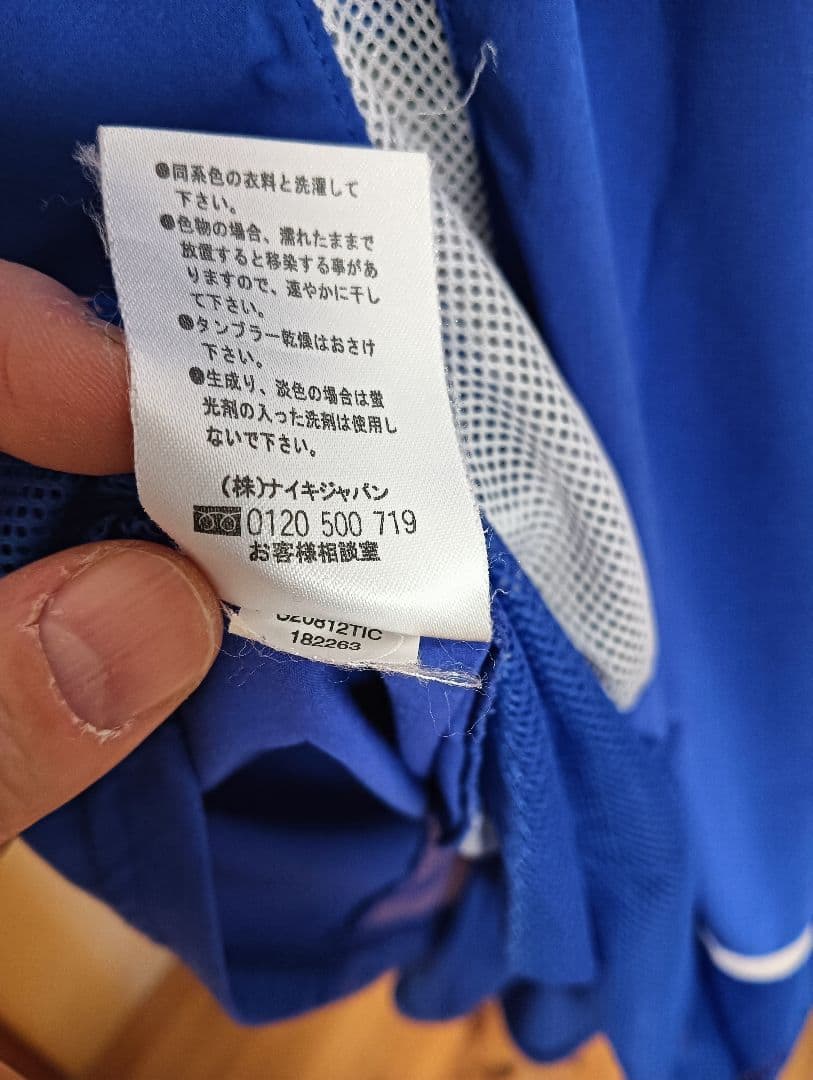 ●同系色の衣料と洗濯して
下さい。
●色物の場合、濡れたままで
放置すると移染する事があ
りますので、速やかに干し
て下さい。
●タンブラー乾燥はおさけ
下さい。
●生成り、淡色の場合は蛍
光剤の入った洗剤は使用し
ないで下さい。
(株)ナイキジャパン
0120 500 719
お客様相談室
182263